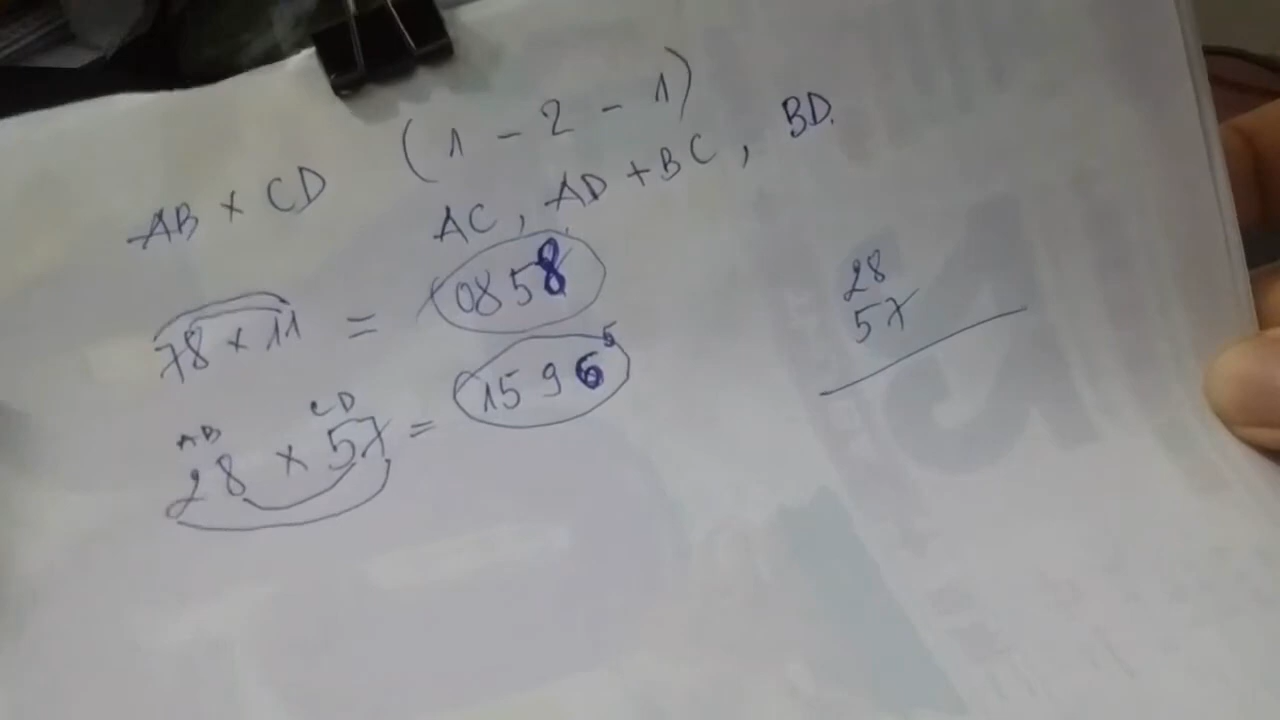 (1 - 2 - 1)
AB × CD
AC, AD + BC, BD.
78 × 11 = 0858
28
57
AB CD
28 × 57 = 1596 5